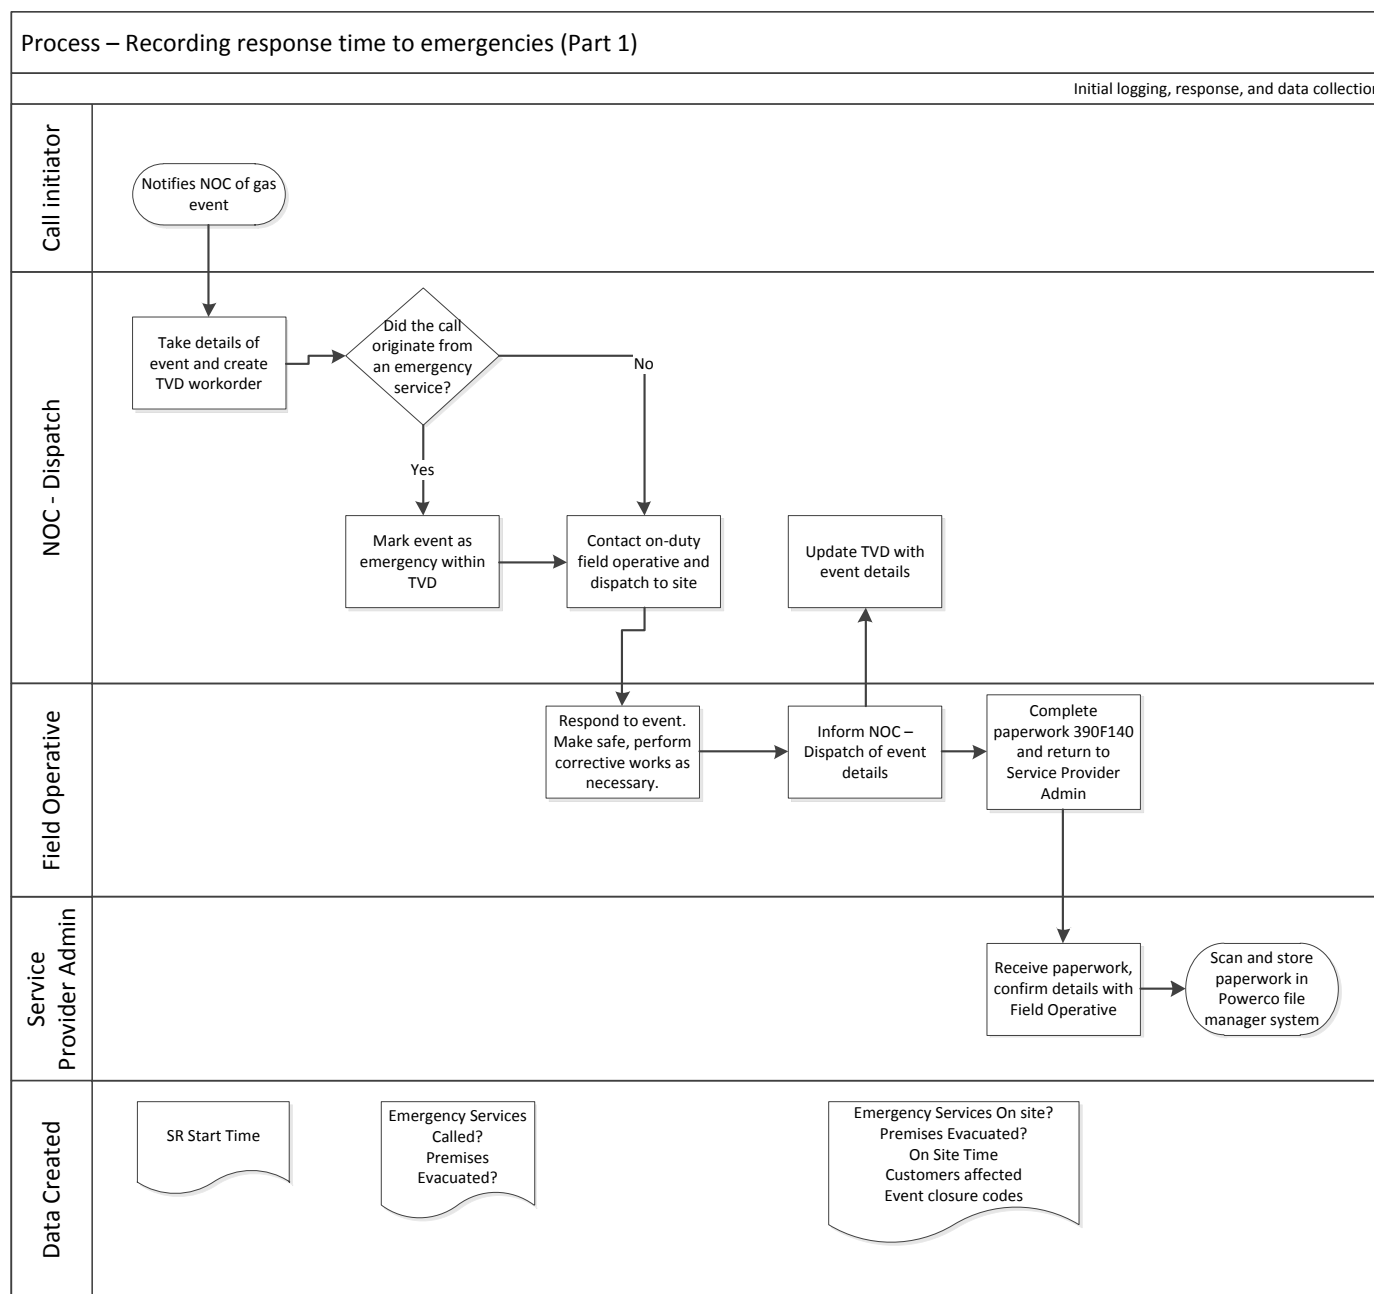 Process – Recording response time to emergencies (Part 1)
Initial logging, response, and data collection
Call initiator
Notifies NOC of gas
event
NOC - Dispatch
Take details of
event and create
TVD workorder
Did the call
originate from
an emergency
service?
No
Yes
Mark event as
emergency within
TVD
Contact on-duty
field operative and
dispatch to site
Update TVD with
event details
Field Operative
Respond to event.
Make safe, perform
corrective works as
necessary.
Inform NOC –
Dispatch of event
details
Complete
paperwork 390F140
and return to
Service Provider
Admin
Service
Provider Admin
Receive paperwork,
confirm details with
Field Operative
Scan and store
paperwork in
Powerco file
manager system
Data Created
SR Start Time
Emergency Services
Called?
Premises
Evacuated?
Emergency Services On site?
Premises Evacuated?
On Site Time
Customers affected
Event closure codes